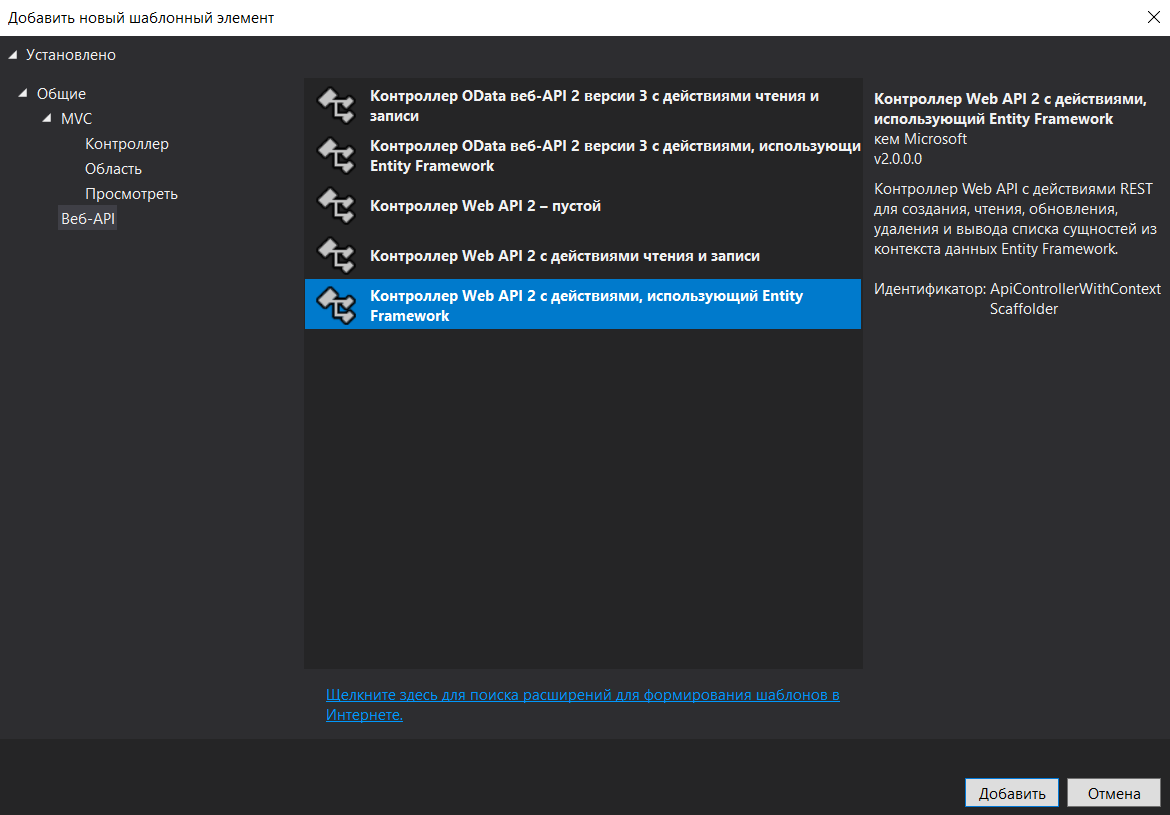 Добавить новый шаблонный элемент
Установлено
Общие
MVC
Контроллер
Область
Просмотреть
Веб-API
Контроллер OData веб-API 2 версии 3 с действиями чтения и
записи
Контроллер OData веб-API 2 версии 3 с действиями, использующи
Entity Framework
Контроллер Web API 2 – пустой
Контроллер Web API 2 с действиями чтения и записи
Контроллер Web API 2 с действиями, использующий Entity
Framework
Щелкните здесь для поиска расширений для формирования шаблонов в
Интернете.
Контроллер Web API 2 с действиями,
использующий Entity Framework
кем Microsoft
v2.0.0.0
Контроллер Web API с действиями REST
для создания, чтения, обновления,
удаления и вывода списка сущностей из
контекста данных Entity Framework.
Идентификатор: ApiControllerWithContext
Scaffolder
Добавить
Отмена